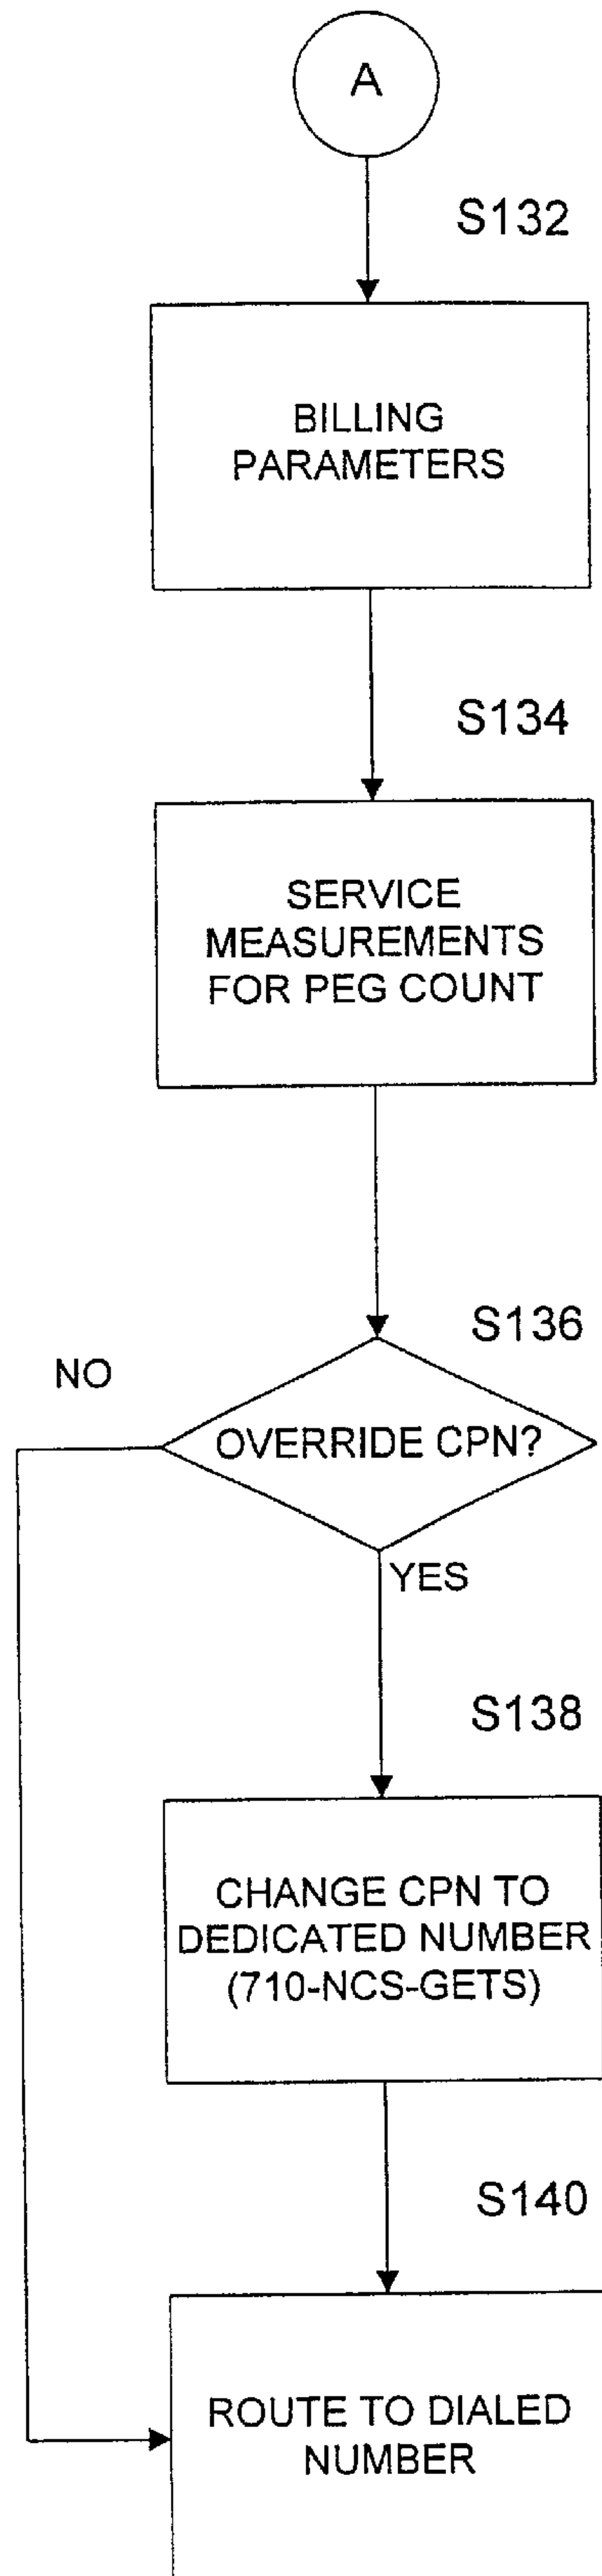 A
S132
BILLING
PARAMETERS
S134
SERVICE
MEASUREMENTS
FOR PEG COUNT
S136
NO
OVERRIDE CPN?
YES
S138
CHANGE CPN TO
DEDICATED NUMBER
(710-NCS-GETS)
S140
ROUTE TO DIALED
NUMBER